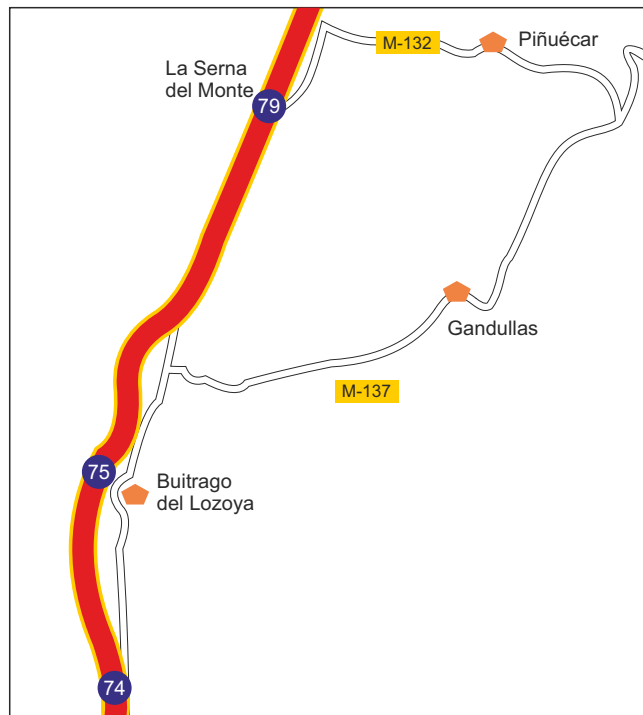 M-132
Piñuécar
La Serna
del Monte
79
Gandullas
M-137
75
Buitrago
del Lozoya
74